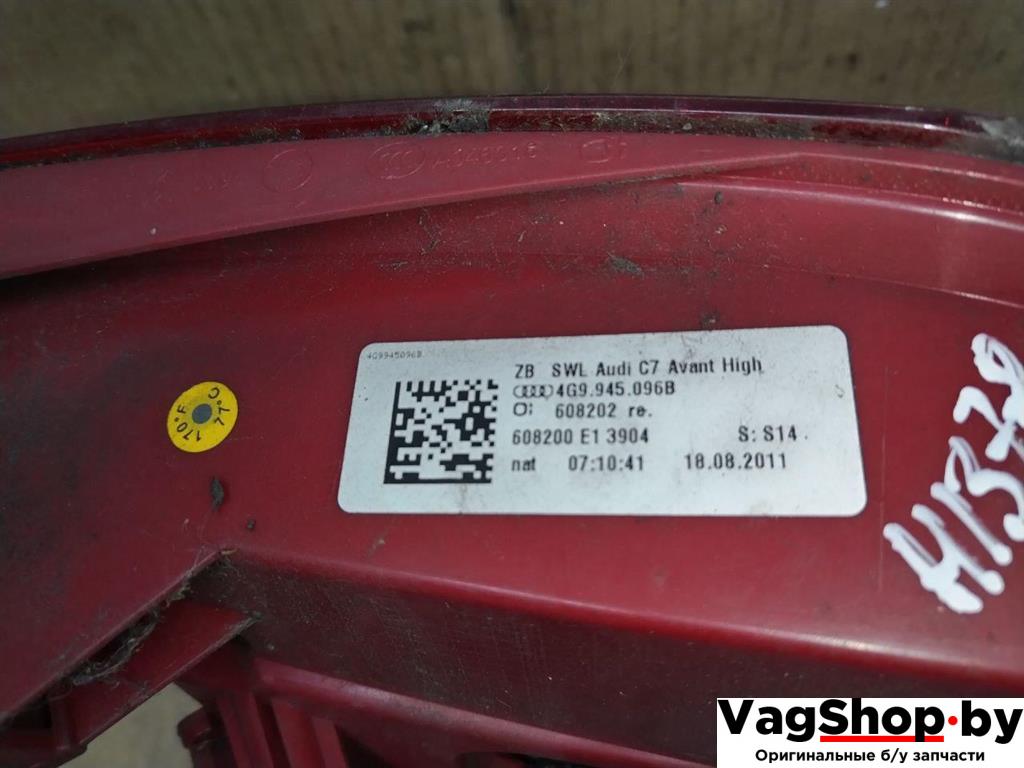 4G9945096B
ZB SWL Audi C7 Avant High
4G9.945.096B
608202 re.
608200 E1 3904 S: S14
nat 07:10:41 18.08.2011
170°F 77°C
VagShop.by
Оригинальные б/у запчасти